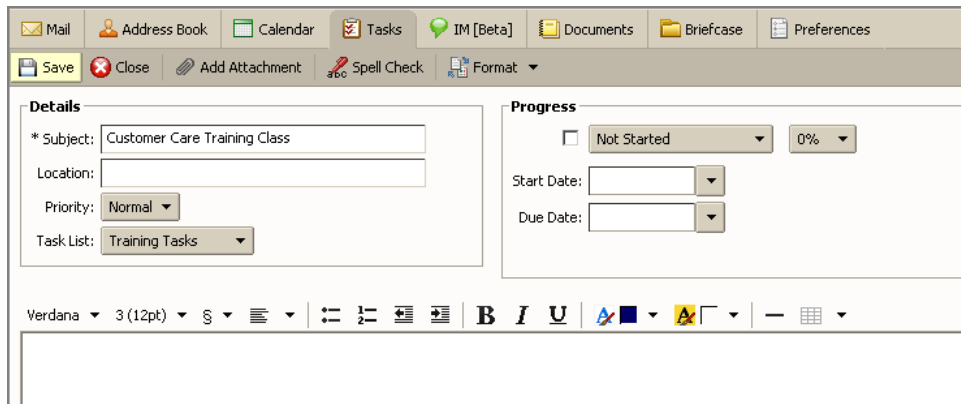 Mail Address Book Calendar Tasks IM [Beta] Documents Briefcase Preferences
Save Close Add Attachment abc Spell Check Format
Details
* Subject: Customer Care Training Class
Location:
Priority: Normal
Task List: Training Tasks
Progress
Not Started 0%
Start Date:
Due Date:
Verdana 3 (12pt) § B I U